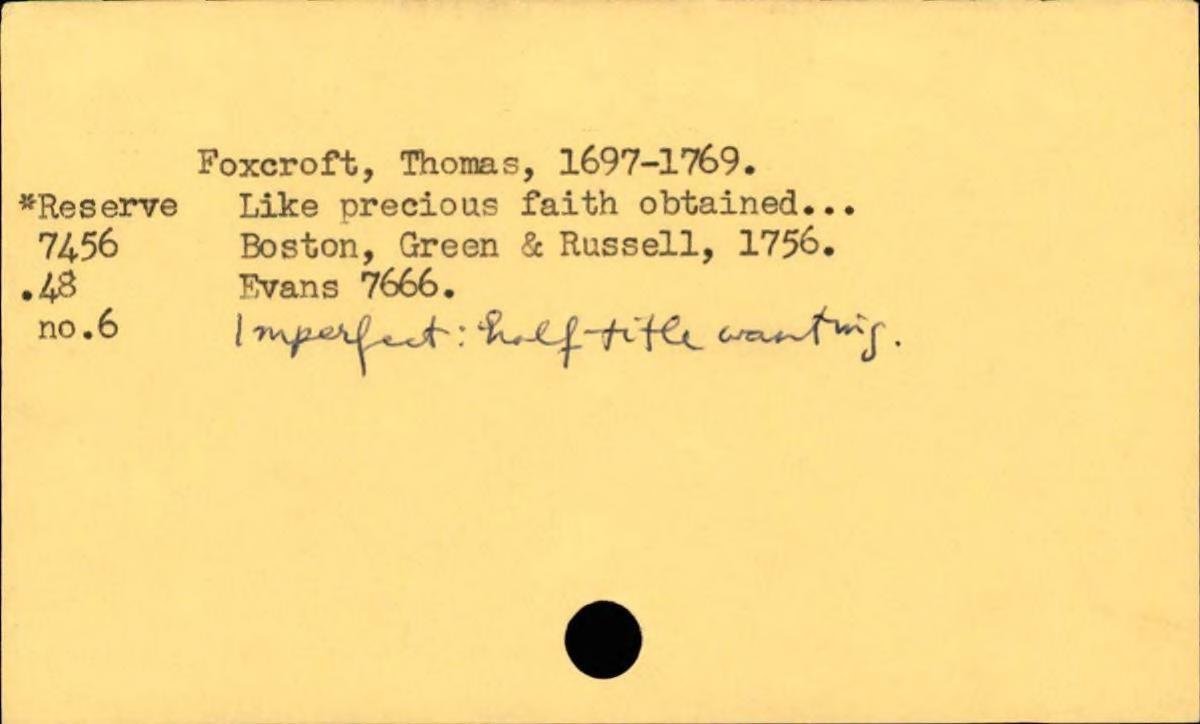 Foxcroft, Thomas, 1697-1769.
*Reserve Like precious faith obtained...
7456 Boston, Green & Russell, 1756.
.48 Evans 7666.
no.6 Imperfect: half-title wanting.